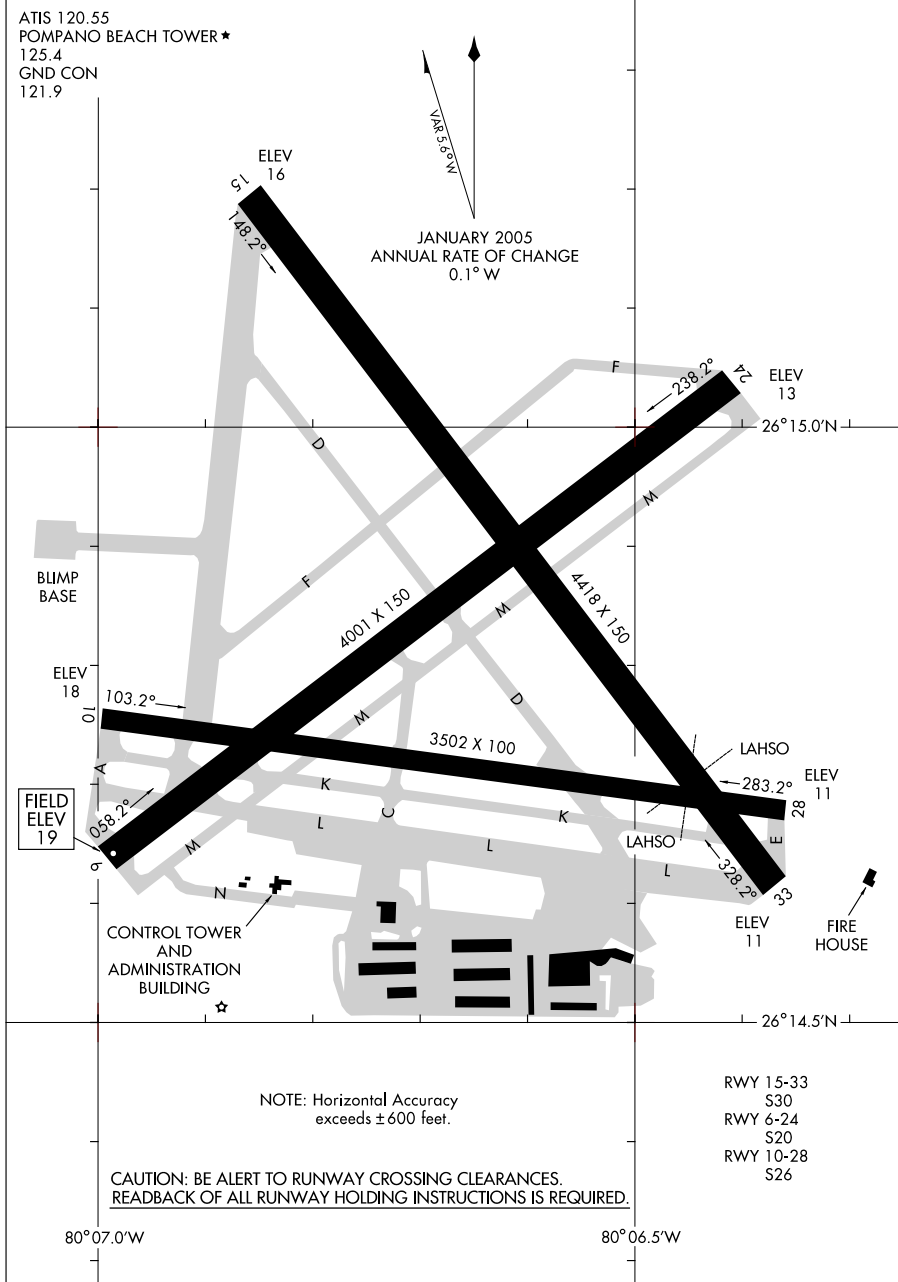 ATIS 120.55
POMPANO BEACH TOWER★
125.4
GND CON
121.9
VAR 5.6° W
JANUARY 2005
ANNUAL RATE OF CHANGE
0.1° W
ELEV
16
15
148.2°
F
238.2°
24
ELEV
13
26°15.0'N
D
M
BLIMP
BASE
F
4001 X 150
M
4418 X 150
ELEV
18
10
103.2°
M
D
3502 X 100
LAHSO
283.2°
ELEV
11
28
A
K
K
FIELD
ELEV
19
058.2°
6
M
L
C
L
LAHSO
L
E
328.2°
33
ELEV
11
N
FIRE
HOUSE
CONTROL TOWER
AND
ADMINISTRATION
BUILDING
26°14.5'N
NOTE: Horizontal Accuracy
exceeds ±600 feet.
RWY 15-33
S30
RWY 6-24
S20
RWY 10-28
S26
CAUTION: BE ALERT TO RUNWAY CROSSING CLEARANCES.
READBACK OF ALL RUNWAY HOLDING INSTRUCTIONS IS REQUIRED.
80°07.0'W
80°06.5'W